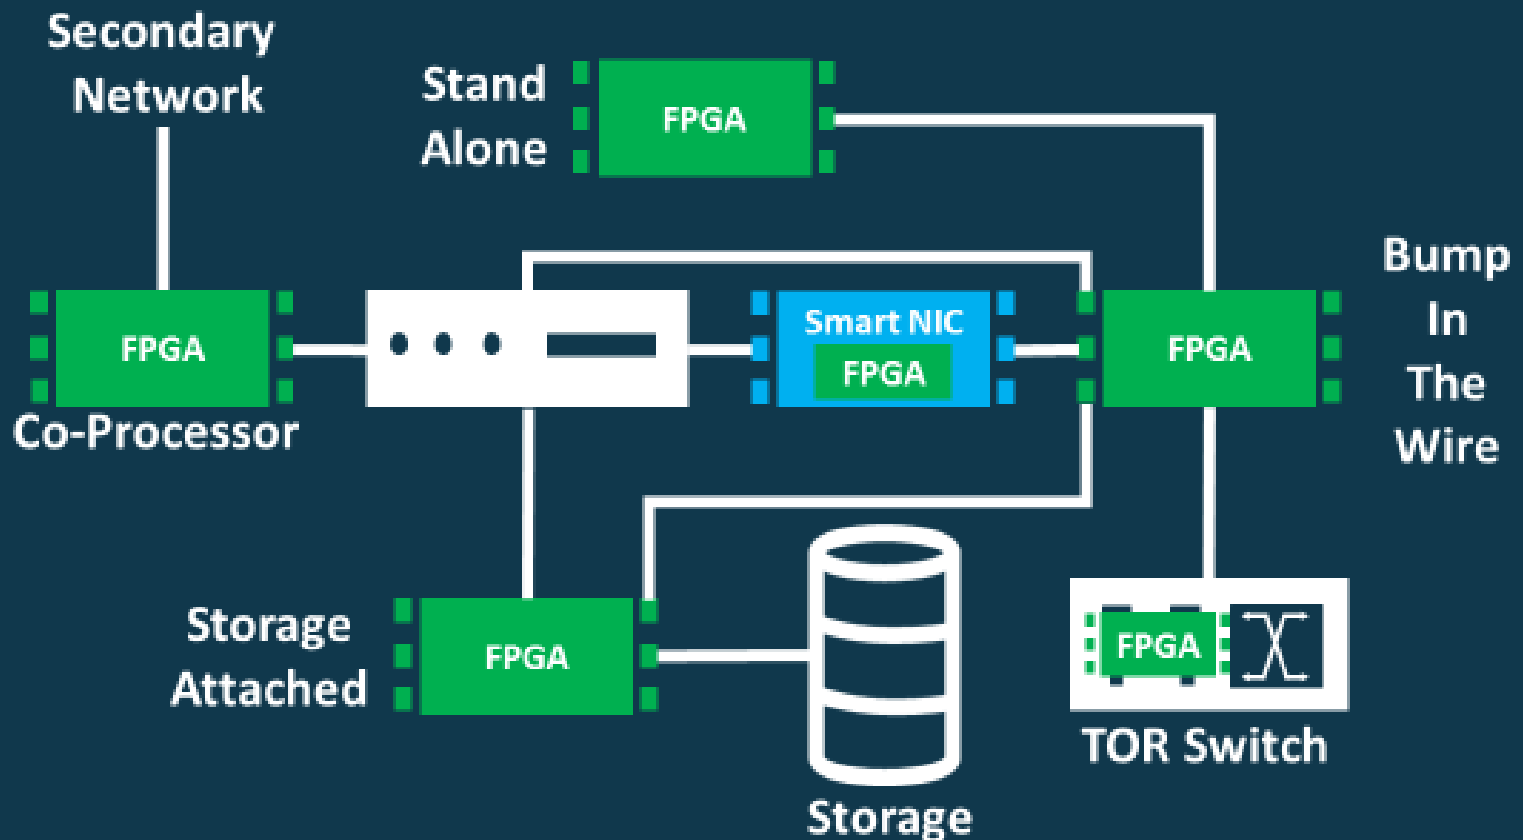 Secondary
Network
Stand
Alone
FPGA
FPGA
Co-Processor
Smart NIC
FPGA
FPGA
Bump
In
The
Wire
Storage
Attached
FPGA
Storage
FPGA
TOR Switch